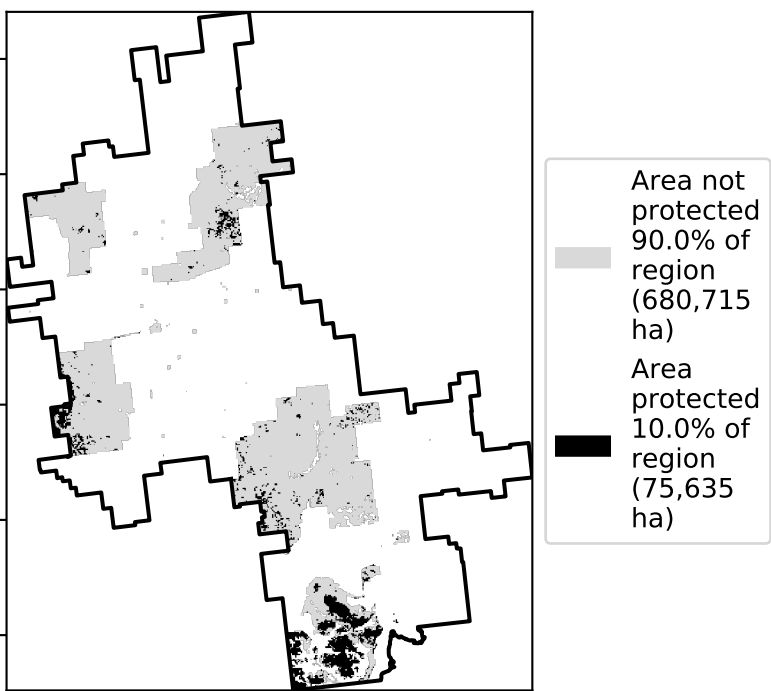 Area not
protected
90.0% of
region
(680,715
ha)
Area
protected
10.0% of
region
(75,635
ha)